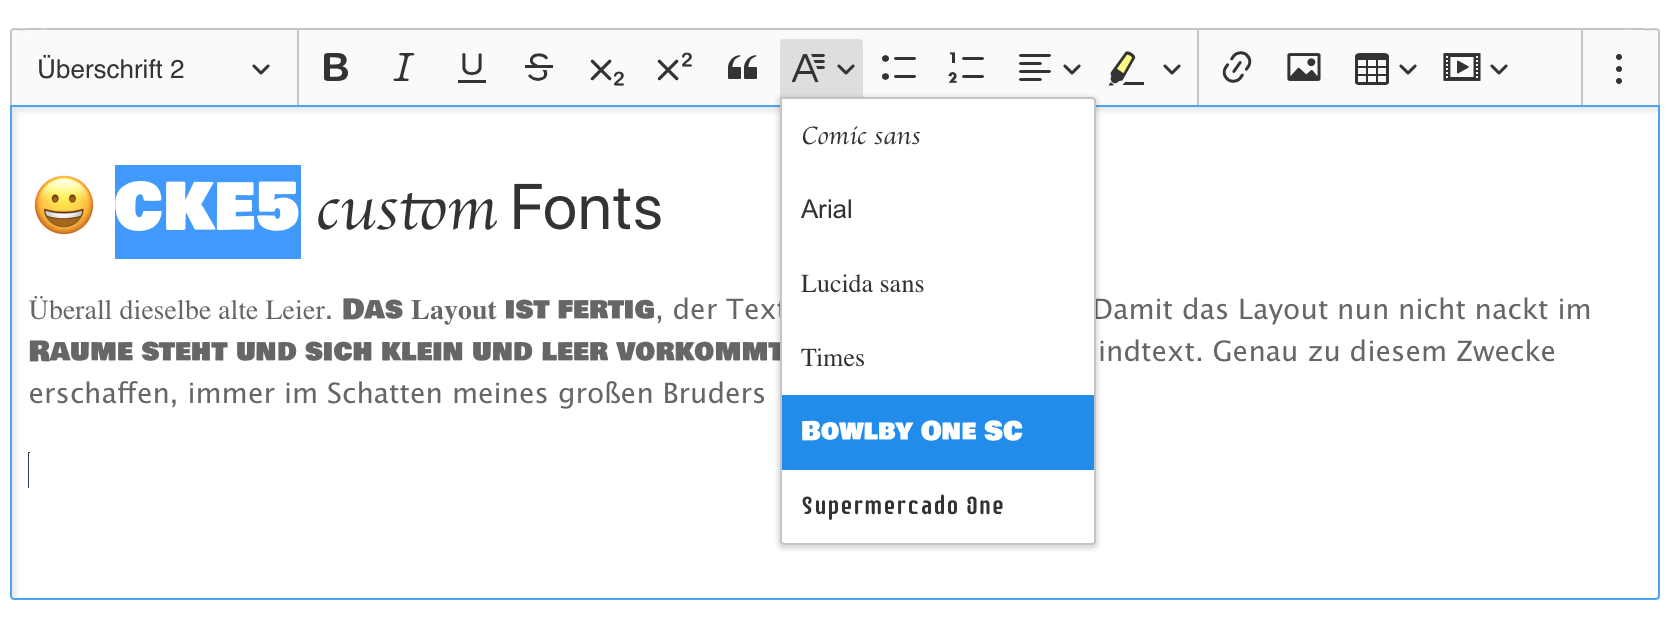 Überschrift 2
B I U S x₂ x²
Comic sans
Arial
Lucida sans
Times
Bowlby One SC
Supermercado One
😀 CKE5 custom Fonts
Überall dieselbe alte Leier. Das Layout ist fertig, der Text Damit das Layout nun nicht nackt im
Raume steht und sich klein und leer vorkommt indtext. Genau zu diesem Zwecke
erschaffen, immer im Schatten meines großen Bruders